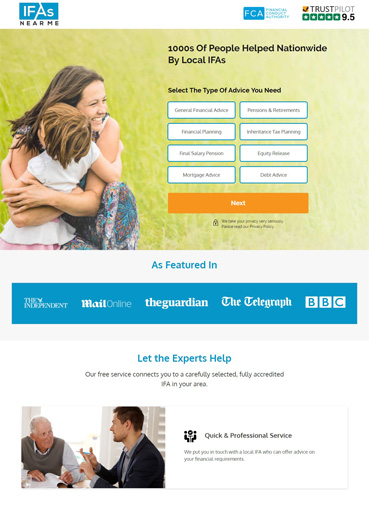 IFAs
NEAR ME
FCA FINANCIAL CONDUCT AUTHORITY
TRUSTPILOT
9.5
1000s Of People Helped Nationwide
By Local IFAs
Select The Type Of Advice You Need
General Financial Advice
Pensions & Retirements
Financial Planning
Inheritance Tax Planning
Final Salary Pension
Equity Release
Mortgage Advice
Debt Advice
Next
We take your privacy very seriously.
Please read our Privacy Policy.
As Featured In
THE INDEPENDENT
MailOnline
theguardian
The Telegraph
BBC
Let the Experts Help
Our free service connects you to a carefully selected, fully accredited
IFA in your area.
Quick & Professional Service
We put you in touch with a local IFA who can offer advice on
your financial requirements.